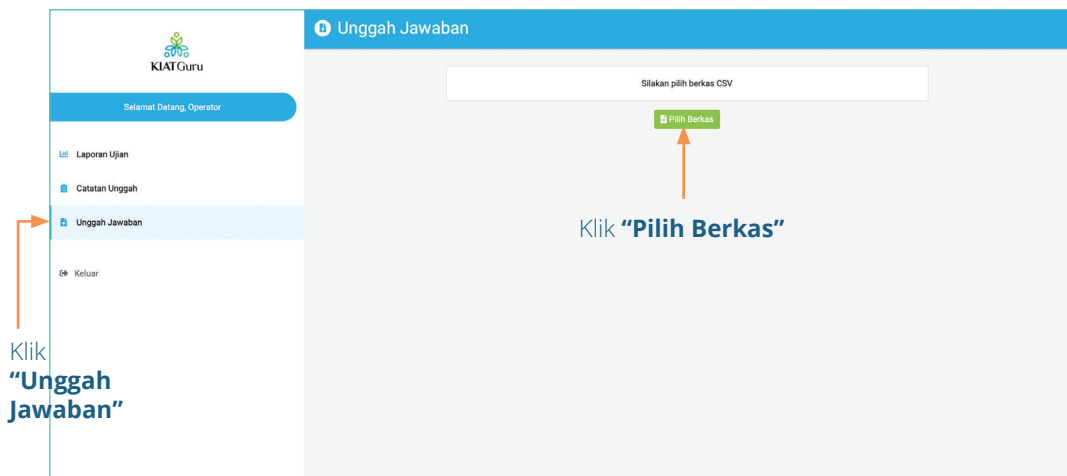 KIATGuru
Selamat Datang, Operator
Laporan Ujian
Catatan Unggah
Unggah Jawaban
Keluar
Klik
“Unggah
Jawaban”
Unggah Jawaban
Silakan pilih berkas CSV
Pilih Berkas
Klik “Pilih Berkas”